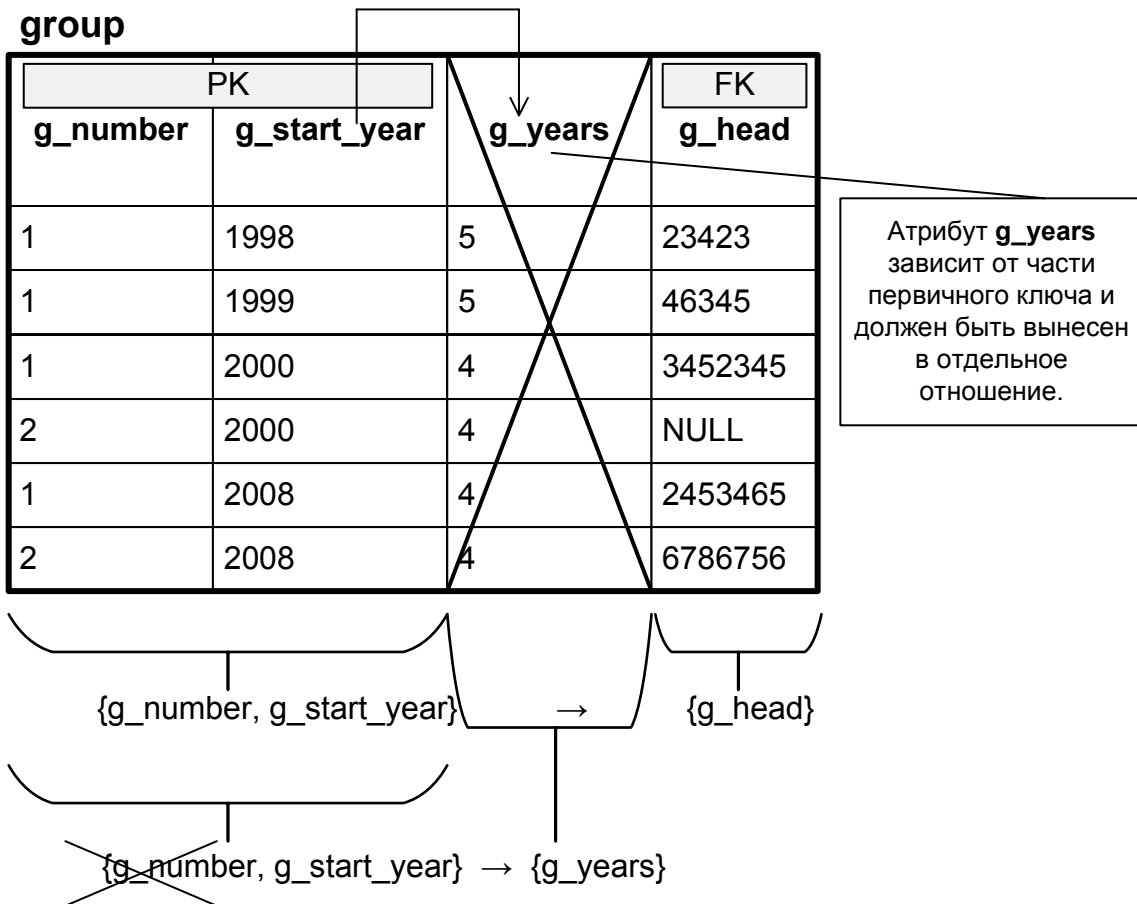 group
PK FK
g_number g_start_year g_years g_head
1 1998 5 23423
1 1999 5 46345
1 2000 4 3452345
2 2000 4 NULL
1 2008 4 2453465
2 2008 4 6786756
Атрибут g_years
зависит от части
первичного ключа и
должен быть вынесен
в отдельное
отношение.
{g_number, g_start_year} → {g_head}
{g_number, g_start_year} → {g_years}